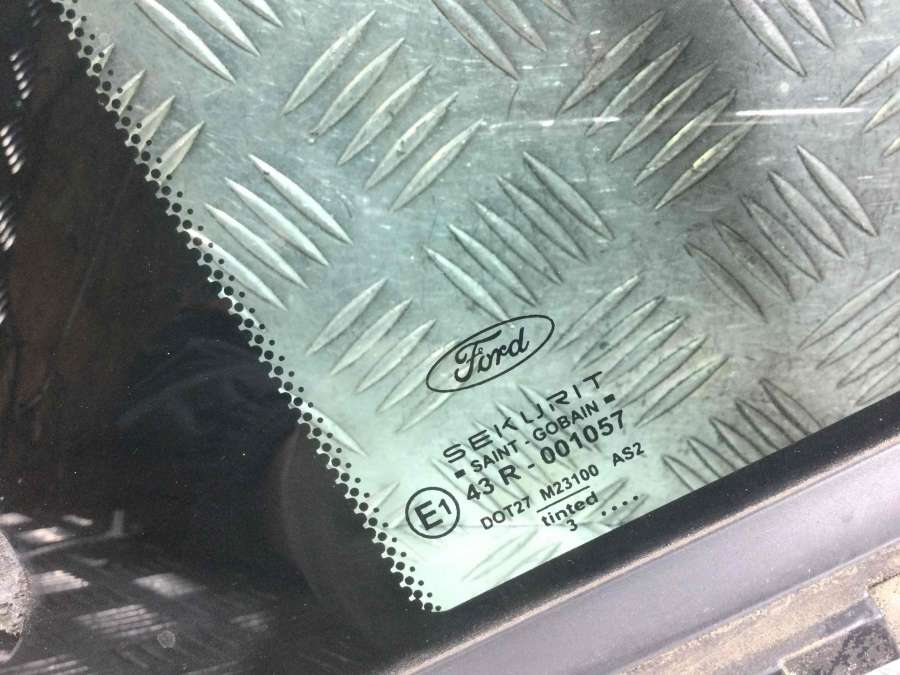 Ford
SEKURIT
SAINT - GOBAIN
E1 43 R - 001057
DOT27 M23100 AS2
tinted
3 ....